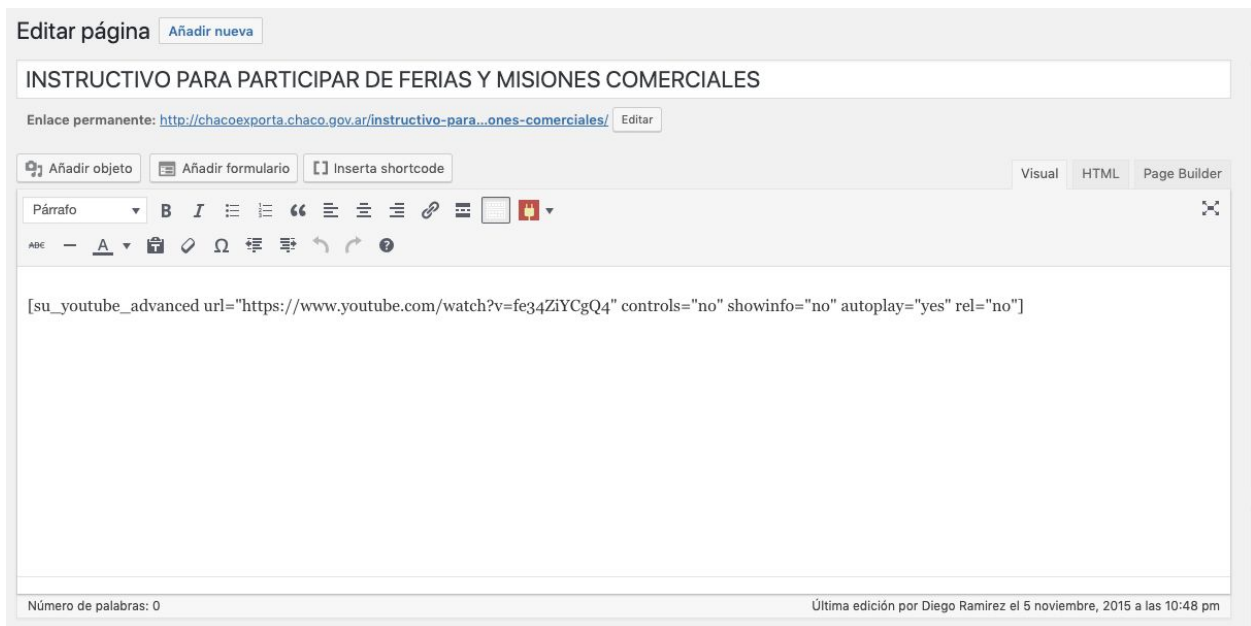 Editar página Añadir nueva
INSTRUCTIVO PARA PARTICIPAR DE FERIAS Y MISIONES COMERCIALES
Enlace permanente: http://chacoexporta.chaco.gov.ar/instructivo-para...ones-comerciales/ Editar
Añadir objeto Añadir formulario [ ] Inserta shortcode Visual HTML Page Builder
Párrafo B I
ABC A T Ω
[su_youtube_advanced url="https://www.youtube.com/watch?v=fe34ZiYCgQ4" controls="no" showinfo="no" autoplay="yes" rel="no"]
Número de palabras: 0 Última edición por Diego Ramirez el 5 noviembre, 2015 a las 10:48 pm